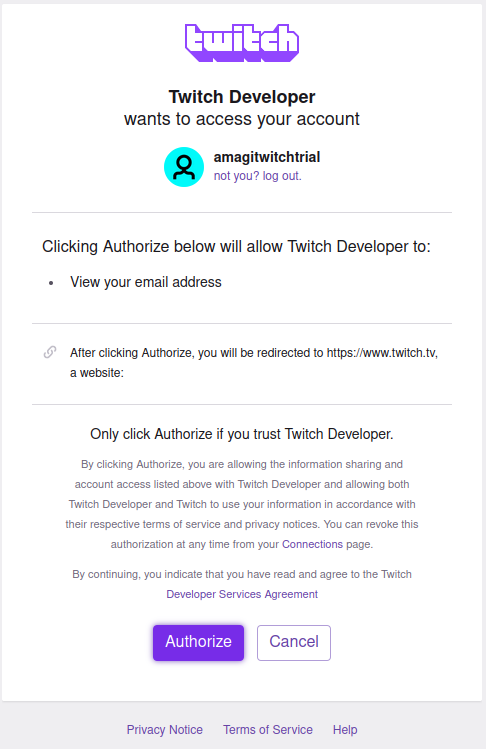 twitch
Twitch Developer
wants to access your account
amagitwitchtrial
not you? log out.
Clicking Authorize below will allow Twitch Developer to:
• View your email address
After clicking Authorize, you will be redirected to https://www.twitch.tv,
a website:
Only click Authorize if you trust Twitch Developer.
By clicking Authorize, you are allowing the information sharing and
account access listed above with Twitch Developer and allowing both
Twitch Developer and Twitch to use your information in accordance with
their respective terms of service and privacy notices. You can revoke this
authorization at any time from your Connections page.
By continuing, you indicate that you have read and agree to the Twitch
Developer Services Agreement
Authorize Cancel
Privacy Notice Terms of Service Help